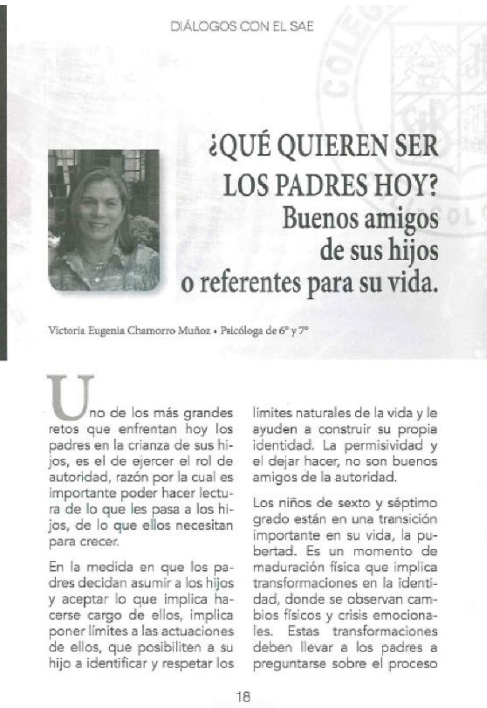 DIÁLOGOS CON EL SAE
¿QUÉ QUIEREN SER
LOS PADRES HOY?
Buenos amigos
de sus hijos
o referentes para su vida.
Victoria Eugenia Chamorro Muñoz • Psicóloga de 6° y 7°
Uno de los más grandes
retos que enfrentan hoy los
padres en la crianza de sus hi-
jos, es el de ejercer el rol de
autoridad, razón por la cual es
importante poder hacer lectu-
ra de lo que les pasa a los hi-
jos, de lo que ellos necesitan
para crecer.
En la medida en que los pa-
dres decidan asumir a los hijos
y aceptar lo que implica ha-
cerse cargo de ellos, implica
poner límites a las actuaciones
de ellos, que posibiliten a su
hijo a identificar y respetar los
límites naturales de la vida y le
ayuden a construir su propia
identidad. La permisividad y
el dejar hacer, no son buenos
amigos de la autoridad.
Los niños de sexto y séptimo
grado están en una transición
importante en su vida, la pu-
bertad. Es un momento de
maduración física que implica
transformaciones en la identi-
dad, donde se observan cam-
bios físicos y crisis emociona-
les. Estas transformaciones
deben llevar a los padres a
preguntarse sobre el proceso
18